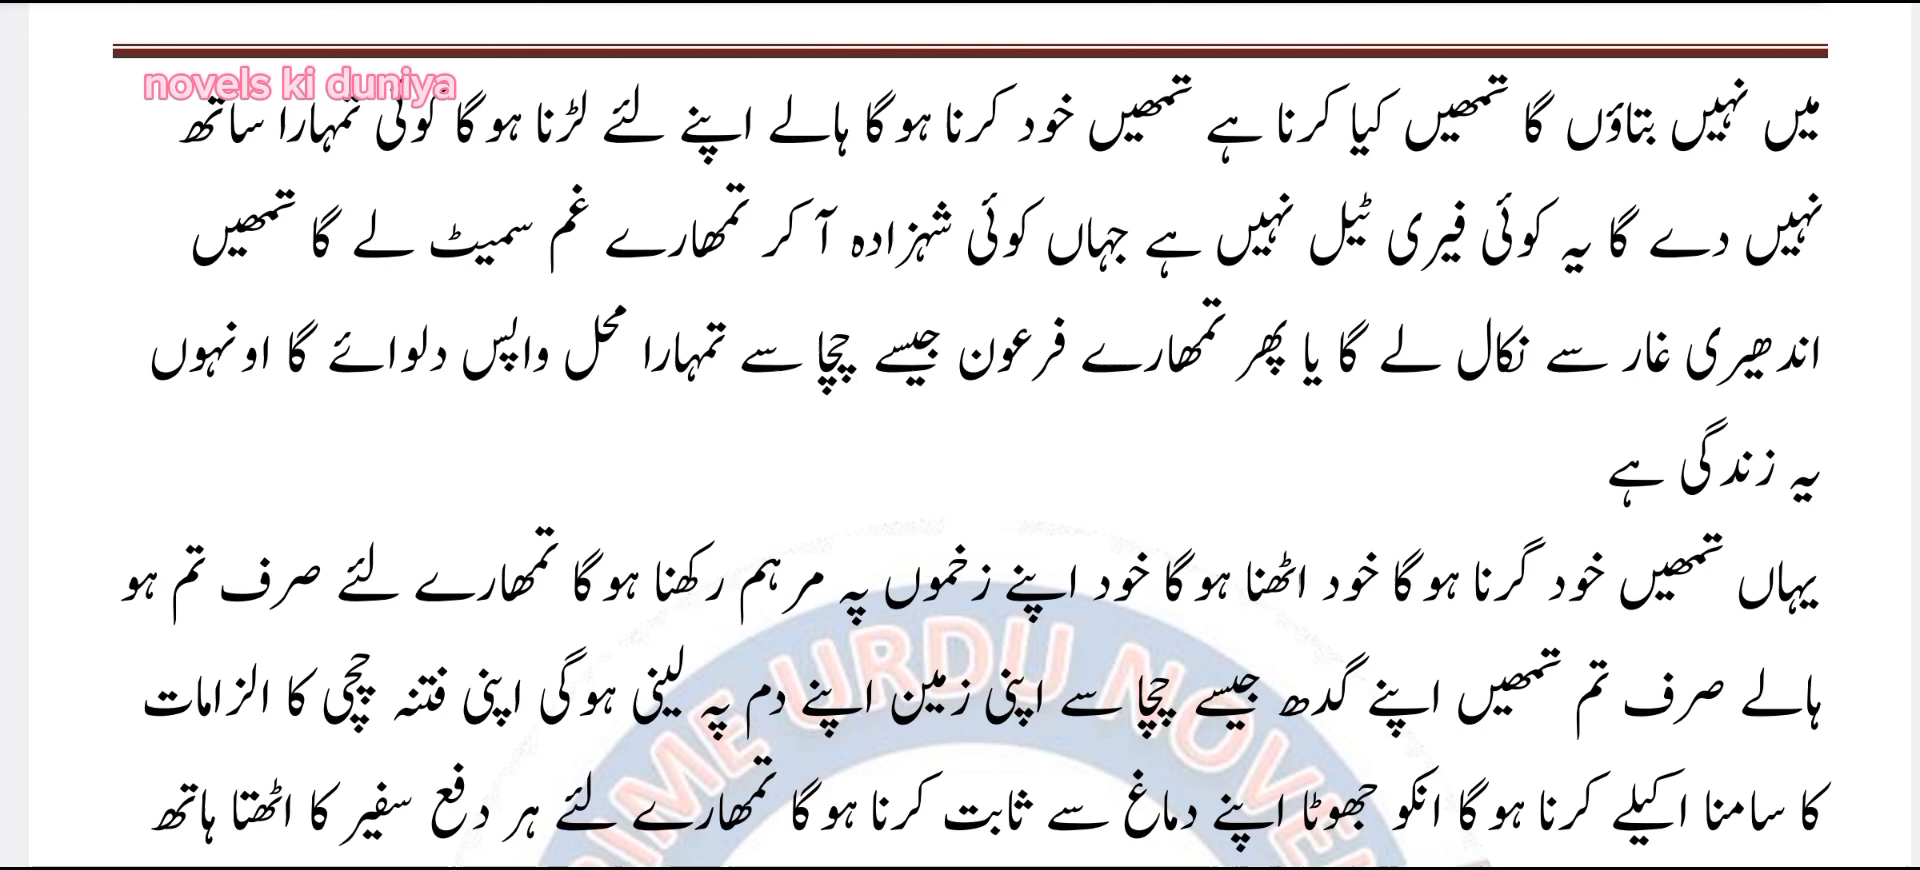 novels ki duniya
میں نہیں بتاؤں گا تمھیں کیا کرنا ہے تمھیں خود کرنا ہو گا ہالے اپنے لئے لڑنا ہو گا کوئی تمہارا ساتھ
نہیں دے گا یہ کوئی فیری ٹیل نہیں ہے جہاں کوئی شہزادہ آ کر تمھارے غم سمیٹ لے گا تمھیں
اندھیری غار سے نکال لے گا یا پھر تمھارے فرعون جیسے چچا سے تمہارا محل واپس دلوائے گا اونہوں
یہ زندگی ہے
یہاں تمھیں خود گرنا ہو گا خود اٹھنا ہو گا خود اپنے زخموں پہ مرہم رکھنا ہو گا تمھارے لئے صرف تم ہو
ہالے صرف تم تمھیں اپنے گدھ جیسے چچا سے اپنی زمین اپنے دم پہ لینی ہوگی اپنی فتنہ چچی کا الزامات
کا سامنا اکیلے کرنا ہو گا انکو جھوٹا اپنے دماغ سے ثابت کرنا ہو گا تمھارے لئے ہر دفع سفیر کا اٹھتا ہاتھ
IME URDU NOVE